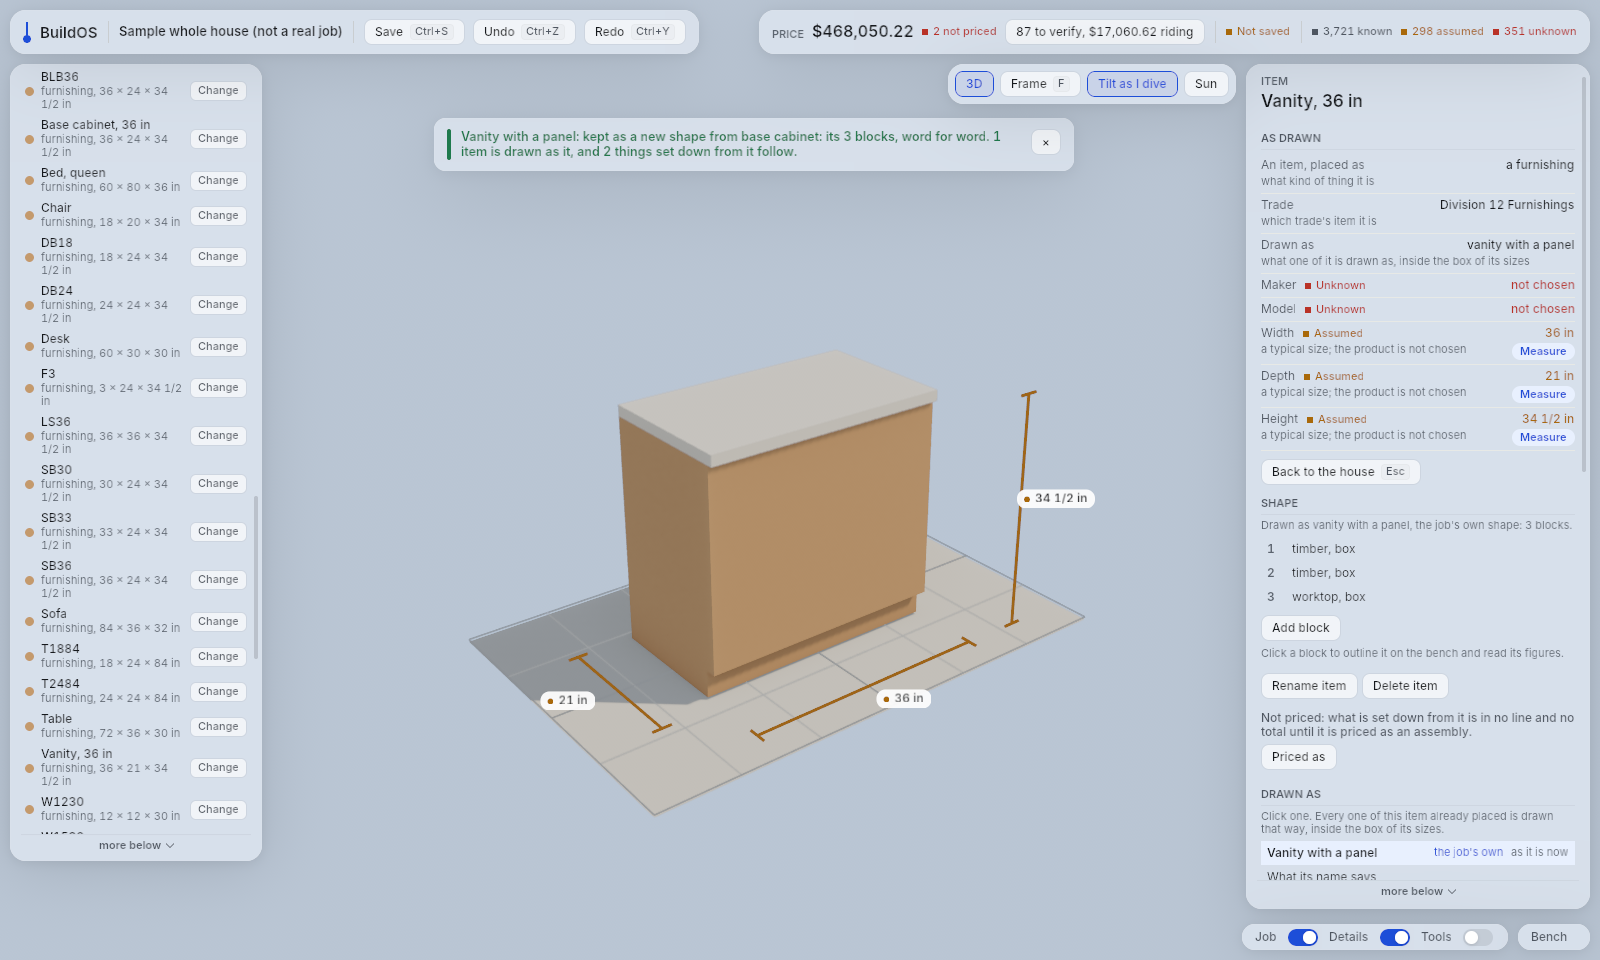 BuildOS
Sample whole house (not a real job)
Save Ctrl+S
Undo Ctrl+Z
Redo Ctrl+Y
PRICE $468,050.22
2 not priced
87 to verify, $17,060.62 riding
Not saved
3,721 known
298 assumed
351 unknown
BLB36
furnishing, 36 × 24 × 34
1/2 in
Change
Base cabinet, 36 in
furnishing, 36 × 24 × 34
1/2 in
Change
Bed, queen
furnishing, 60 × 80 × 36 in
Change
Chair
furnishing, 18 × 20 × 34 in
Change
DB18
furnishing, 18 × 24 × 34
1/2 in
Change
DB24
furnishing, 24 × 24 × 34
1/2 in
Change
Desk
furnishing, 60 × 30 × 30 in
Change
F3
furnishing, 3 × 24 × 34 1/2
in
Change
LS36
furnishing, 36 × 36 × 34
1/2 in
Change
SB30
furnishing, 30 × 24 × 34
1/2 in
Change
SB33
furnishing, 33 × 24 × 34
1/2 in
Change
SB36
furnishing, 36 × 24 × 34
1/2 in
Change
Sofa
furnishing, 84 × 36 × 32 in
Change
T1884
furnishing, 18 × 24 × 84 in
Change
T2484
furnishing, 24 × 24 × 84 in
Change
Table
furnishing, 72 × 36 × 30 in
Change
Vanity, 36 in
furnishing, 36 × 21 × 34
1/2 in
Change
W1230
furnishing, 12 × 12 × 30 in
Change
more below
3D
Frame F
Tilt as I dive
Sun
Vanity with a panel: kept as a new shape from base cabinet: its 3 blocks, word for word. 1
item is drawn as it, and 2 things set down from it follow.
×
34 1/2 in
21 in
36 in
ITEM
Vanity, 36 in
AS DRAWN
An item, placed as a furnishing
what kind of thing it is
Trade Division 12 Furnishings
which trade's item it is
Drawn as vanity with a panel
what one of it is drawn as, inside the box of its sizes
Maker Unknown not chosen
Model Unknown not chosen
Width Assumed 36 in
a typical size; the product is not chosen Measure
Depth Assumed 21 in
a typical size; the product is not chosen Measure
Height Assumed 34 1/2 in
a typical size; the product is not chosen Measure
Back to the house Esc
SHAPE
Drawn as vanity with a panel, the job's own shape: 3 blocks.
1 timber, box
2 timber, box
3 worktop, box
Add block
Click a block to outline it on the bench and read its figures.
Rename item Delete item
Not priced: what is set down from it is in no line and no
total until it is priced as an assembly.
Priced as
DRAWN AS
Click one. Every one of this item already placed is drawn
that way, inside the box of its sizes.
Vanity with a panel the job's own as it is now
What its name says
more below
Job
Details
Tools
Bench